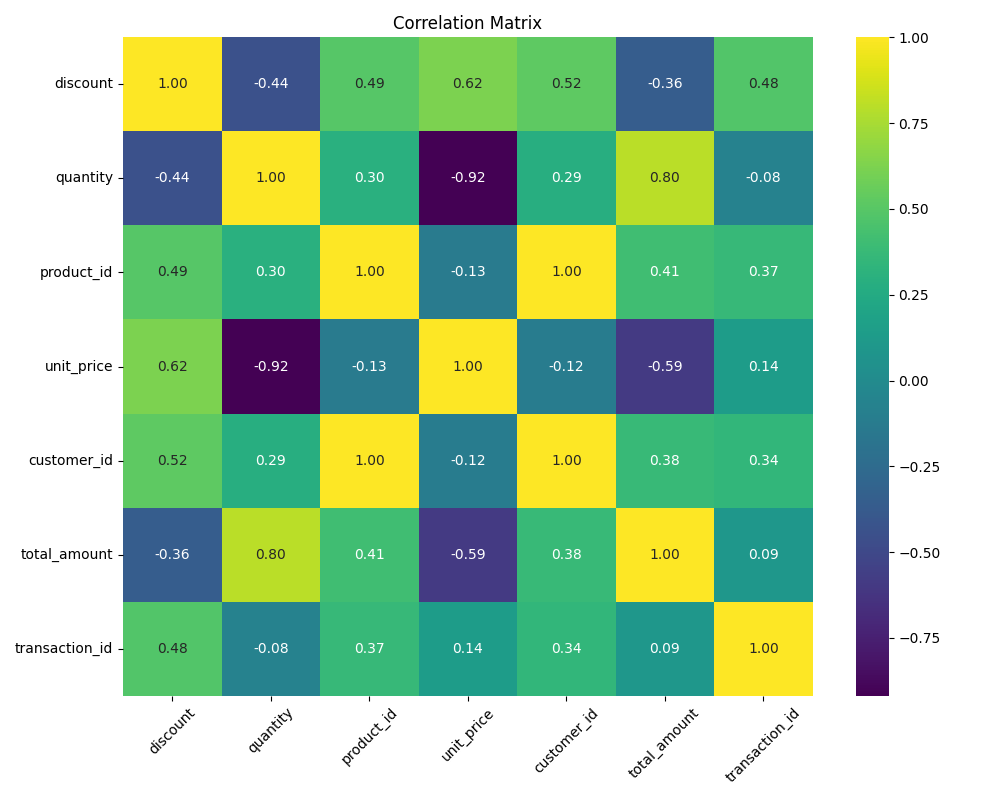 Correlation Matrix
discount 1.00 -0.44 0.49 0.62 0.52 -0.36 0.48
quantity -0.44 1.00 0.30 -0.92 0.29 0.80 -0.08
product_id 0.49 0.30 1.00 -0.13 1.00 0.41 0.37
unit_price 0.62 -0.92 -0.13 1.00 -0.12 -0.59 0.14
customer_id 0.52 0.29 1.00 -0.12 1.00 0.38 0.34
total_amount -0.36 0.80 0.41 -0.59 0.38 1.00 0.09
transaction_id 0.48 -0.08 0.37 0.14 0.34 0.09 1.00
discount quantity product_id unit_price customer_id total_amount transaction_id
1.00
0.75
0.50
0.25
0.00
−0.25
−0.50
−0.75